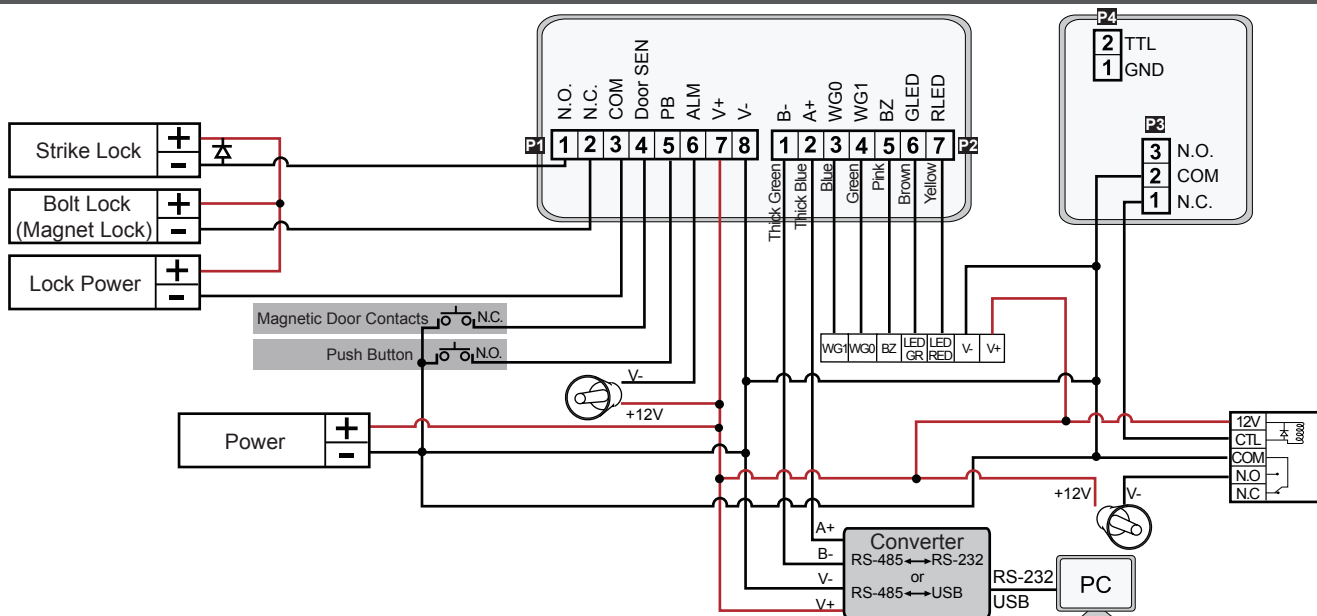 P4
2 TTL
1 GND
P3
3 N.O.
2 COM
1 N.C.
N.O.
N.C.
COM
Door SEN
PB
ALM
V+
V-
P1 1 2 3 4 5 6 7 8
B-
A+
WG0
WG1
BZ
GLED
RLED
1 2 3 4 5 6 7 P2
Thick Green
Thick Blue
Blue
Green
Pink
Brown
Yellow
Strike Lock + -
Bolt Lock
(Magnet Lock) + -
Lock Power + -
Magnetic Door Contacts N.C.
Push Button N.O.
V-
+12V
Power + -
WG1 WG0 BZ LED GR LED RED V- V+
12V
CTL
COM
N.O
N.C
+12V V-
A+
B-
V-
V+
Converter
RS-485 RS-232
or
RS-485 USB
RS-232
USB
PC